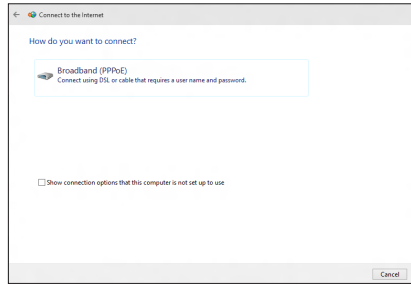 Connect to the Internet
How do you want to connect?
Broadband (PPPoE)
Connect using DSL or cable that requires a user name and password.
Show connection options that this computer is not set up to use
Cancel